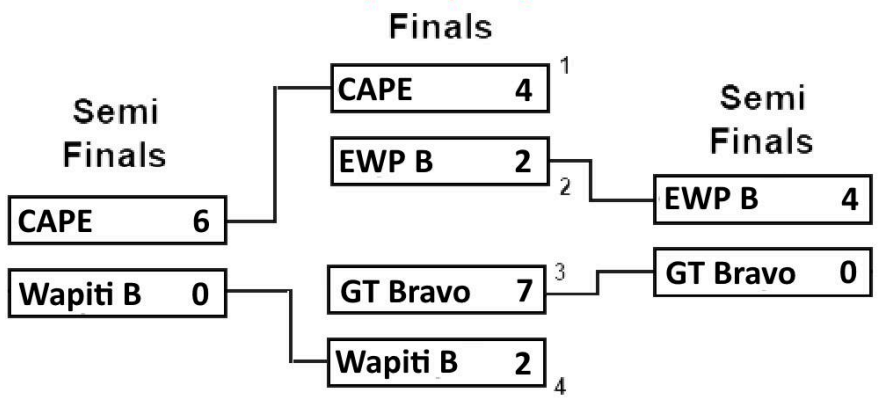 Finals
1
CAPE 4
EWP B 2
2
Semi
Finals
CAPE 6
Wapiti B 0
Semi
Finals
EWP B 4
GT Bravo 0
3
GT Bravo 7
Wapiti B 2
4